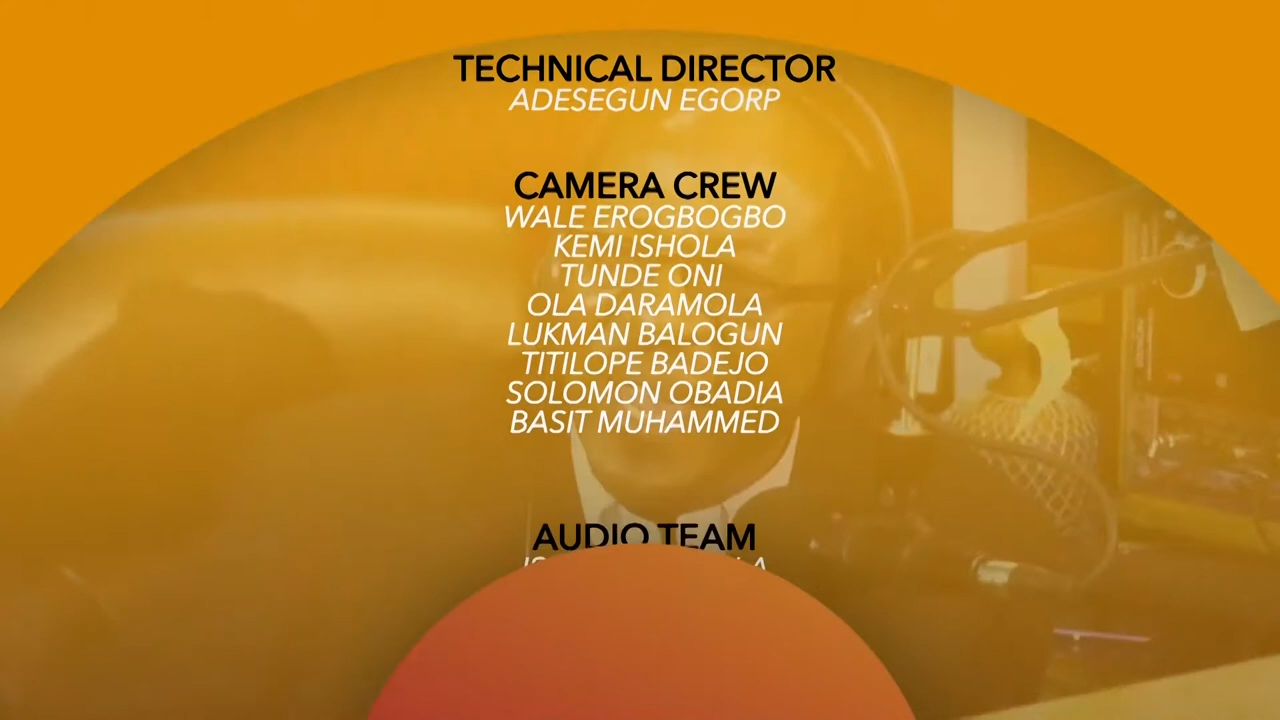 TECHNICAL DIRECTOR
ADESEGUN EGORP
CAMERA CREW
WALE EROGBOGBO
KEMI ISHOLA
TUNDE ONI
OLA DARAMOLA
LUKMAN BALOGUN
TITILOPE BADEJO
SOLOMON OBADIA
BASIT MUHAMMED
AUDIO TEAM